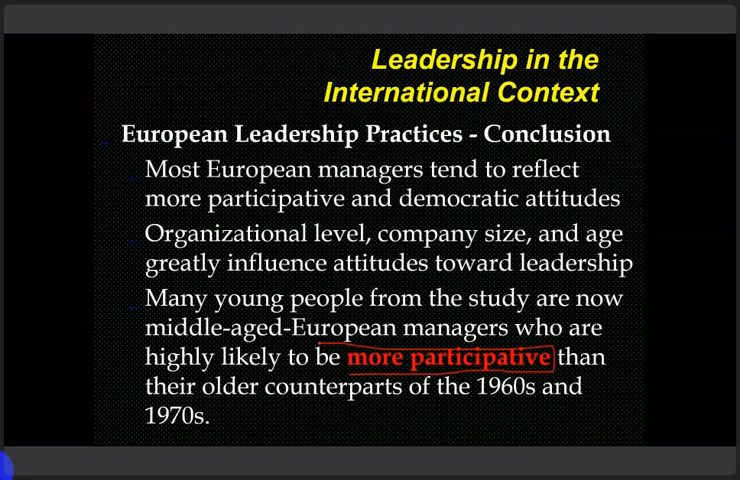 Leadership in the
International Context
European Leadership Practices - Conclusion
Most European managers tend to reflect
more participative and democratic attitudes
Organizational level, company size, and age
greatly influence attitudes toward leadership
Many young people from the study are now
middle-aged-European managers who are
highly likely to be more participative than
their older counterparts of the 1960s and
1970s.